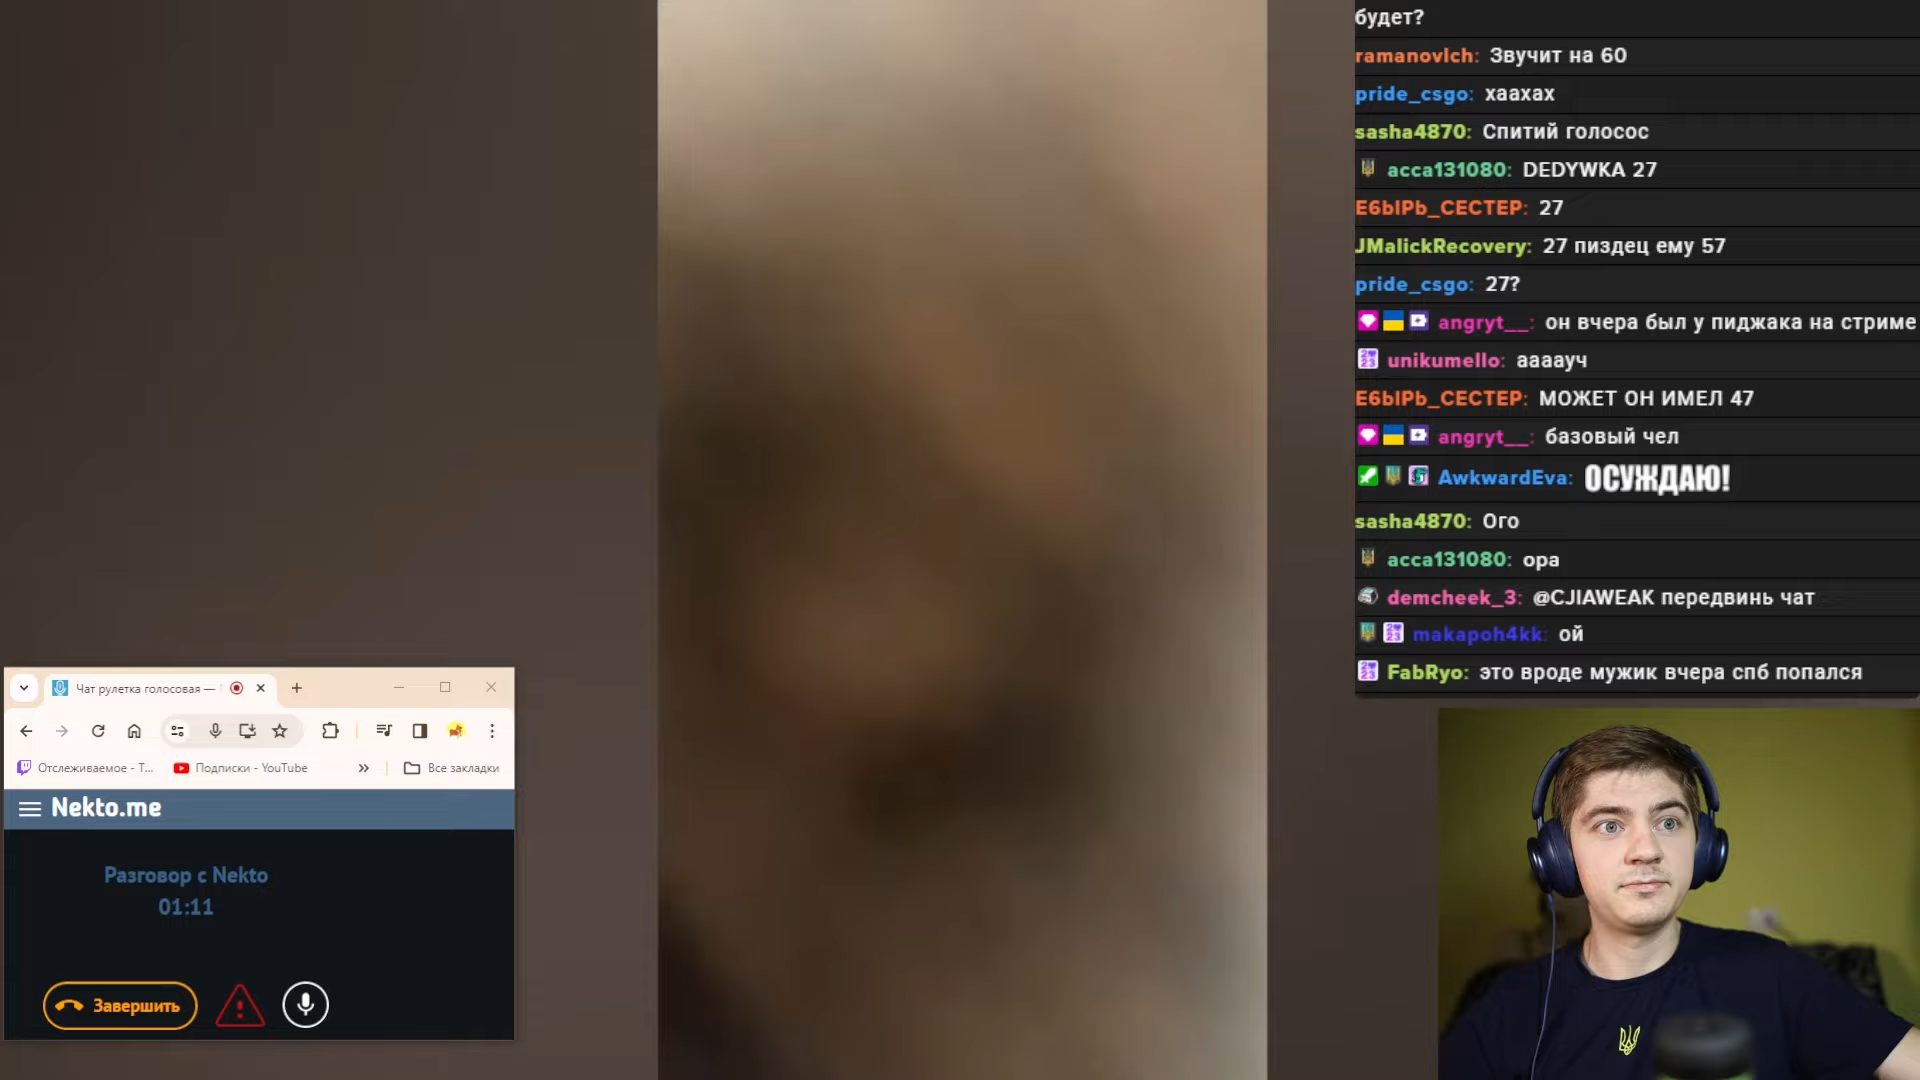 будет?
ramanovlch: Звучит на 60
pride_csgo: хаахах
sasha4870: Спитий голосос
acca131080: DEDYWKA 27
E6blPb_CECTEP: 27
JMalickRecovery: 27 пиздец ему 57
pride_csgo: 27?
angryt__: он вчера был у пиджака на стриме
unikumello: ааааауч
E6blPb_CECTEP: МОЖЕТ ОН ИМЕЛ 47
angryt__: базовый чел
AwkwardEva: ОСУЖДАЮ!
sasha4870: Ого
acca131080: ора
demcheek_3: @CJIAWEAK передвинь чат
makapoh4kk: ой
FabRyo: это вроде мужик вчера спб попался
Чат рулетка голосовая —
Отслеживаемое - T...
Подписки - YouTube
Все закладки
Nekto.me
Разговор с Nekto
01:11
Завершить